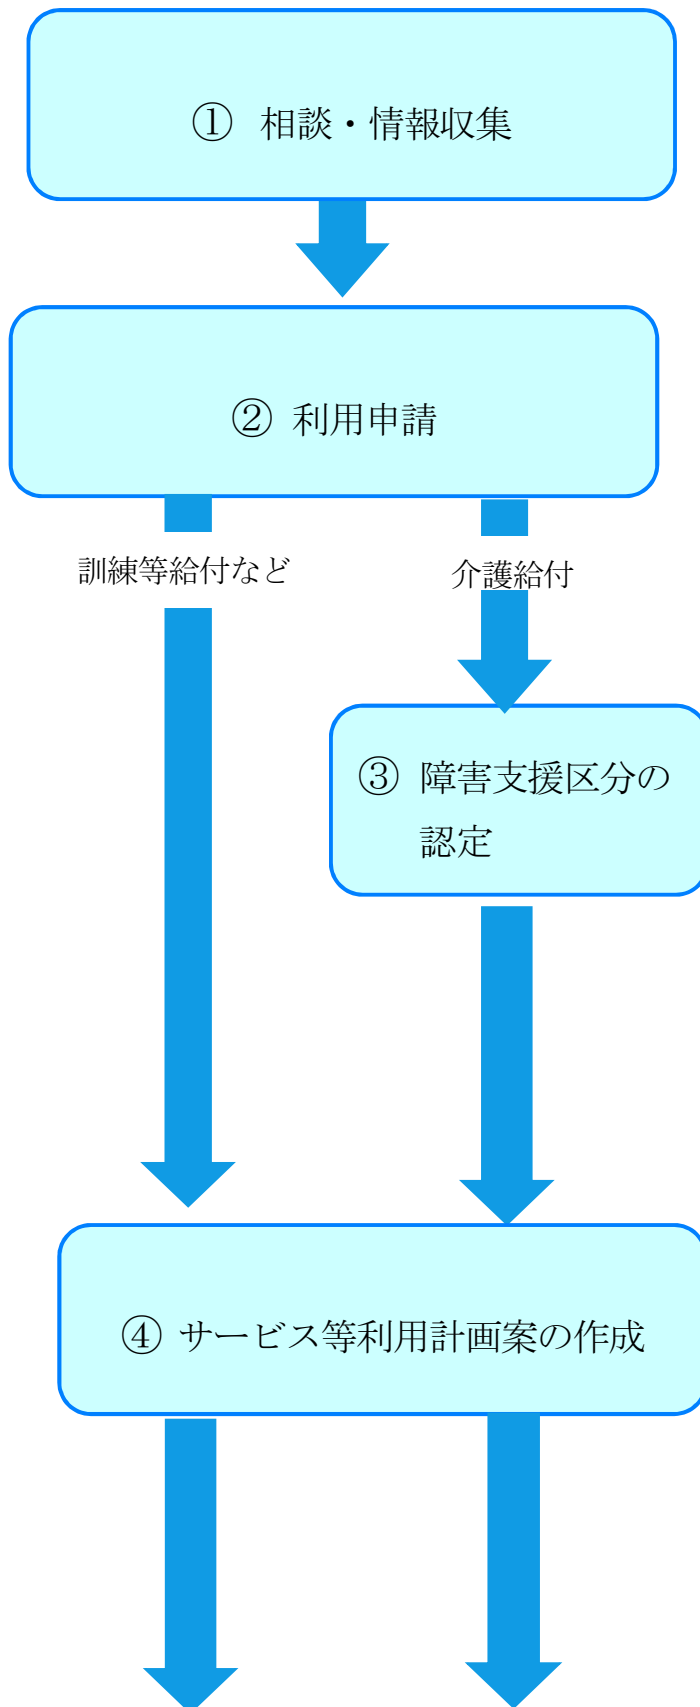 ① 相談・情報収集
② 利用申請
訓練等給付など
介護給付
③ 障害支援区分の
認定
④ サービス等利用計画案の作成